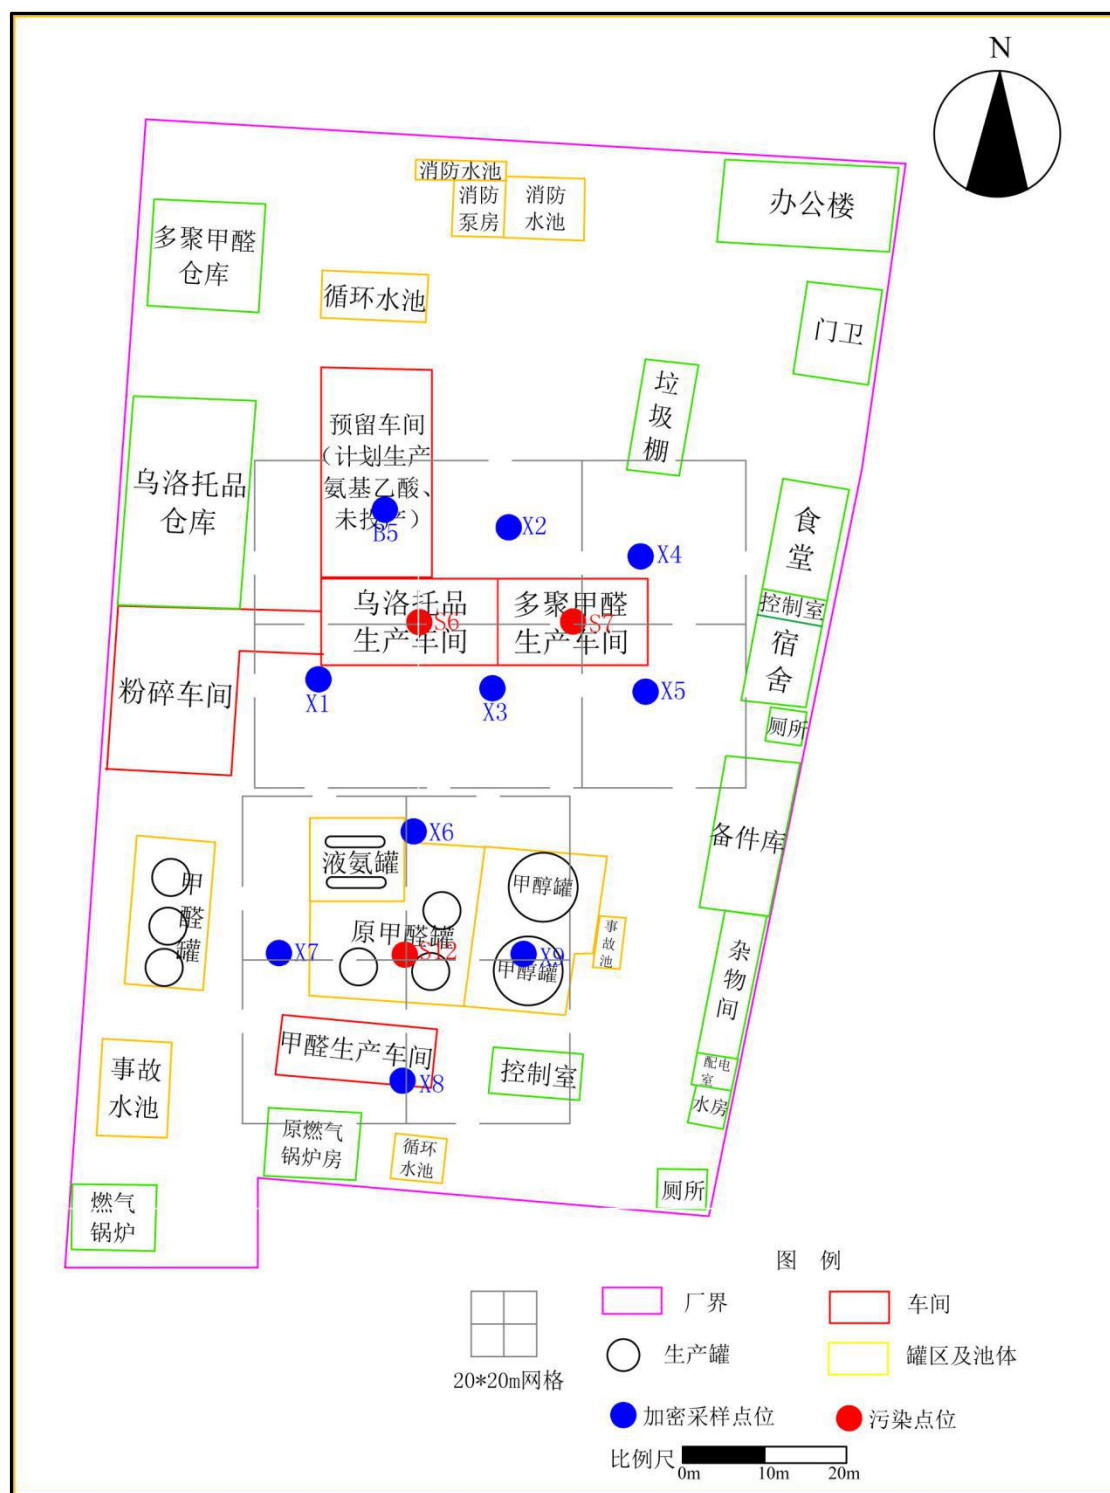 N
消防水池
消防
泵房
消防
水池
办公楼
多聚甲醛
仓库
循环水池
门卫
垃
圾
棚
预留车间
（计划生产
氨基乙酸、
未投产）
B5
X2
X4
乌洛托品
仓库
食
堂
控制室
宿
舍
厕所
乌洛托品
生产车间
S6
多聚甲醛
生产车间
S7
粉碎车间
X1
X3
X5
备件库
X6
液氨罐
甲醇罐
甲
醛
罐
原甲醛罐
X7
S12
X9
甲醇罐
事
故
池
杂
物
间
甲醛生产车间
X8
控制室
配电
室
水房
事故
水池
原燃气
锅炉房
循环
水池
厕所
燃气
锅炉
图 例
20*20m网格
厂界
车间
生产罐
罐区及池体
加密采样点位
污染点位
比例尺
0m 10m 20m